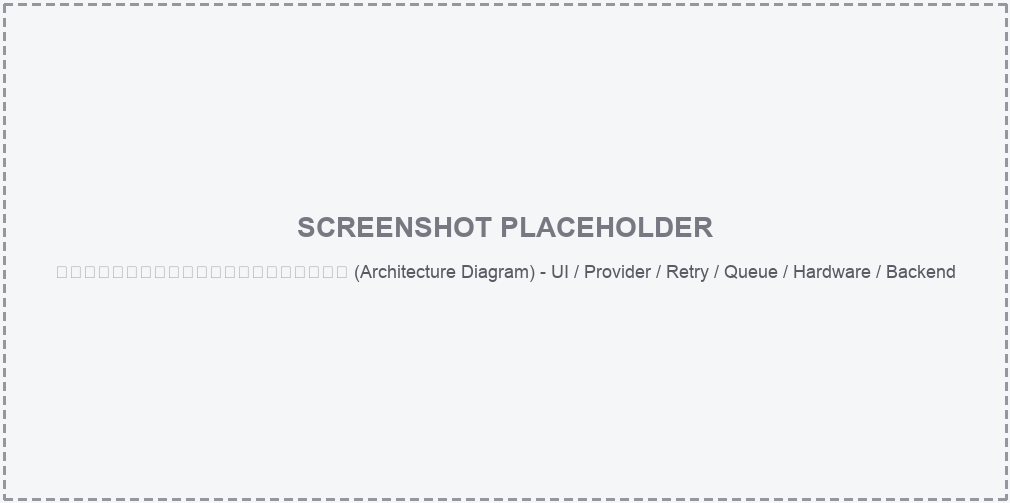 SCREENSHOT PLACEHOLDER
(Architecture Diagram) - UI / Provider / Retry / Queue / Hardware / Backend